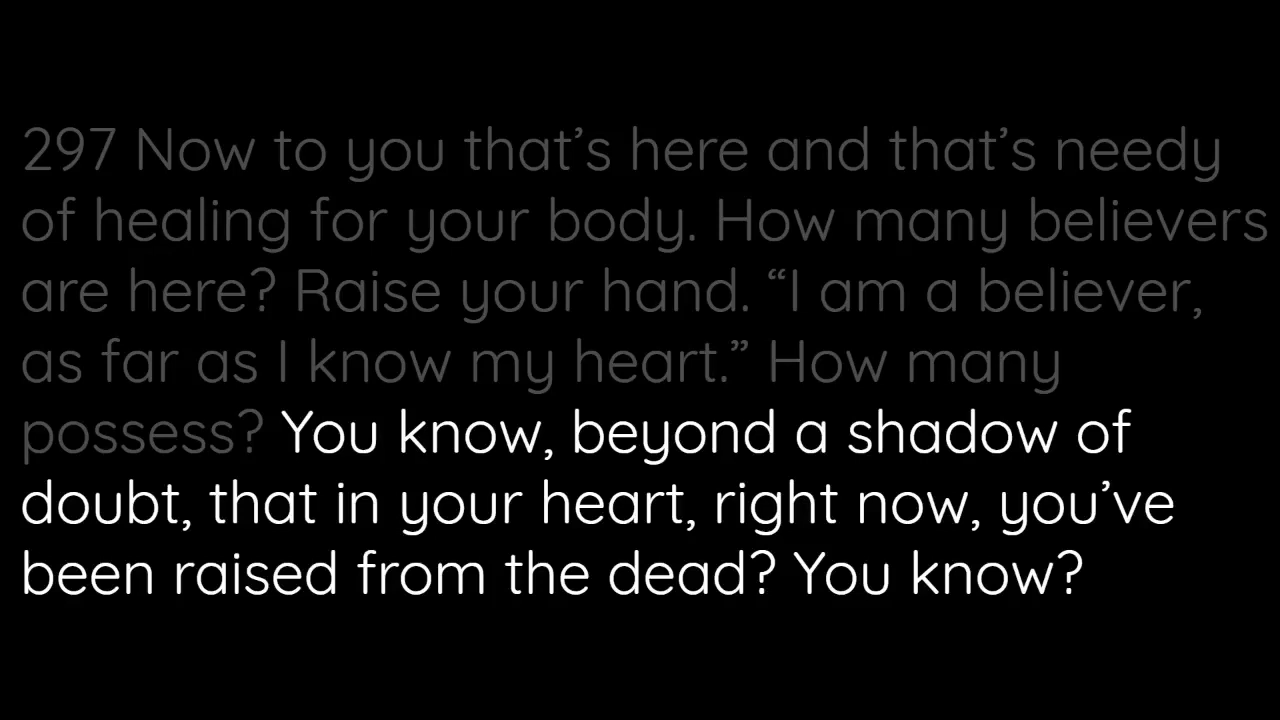 297 Now to you that’s here and that’s needy
of healing for your body. How many believers
are here? Raise your hand. “I am a believer,
as far as I know my heart.” How many
possess? You know, beyond a shadow of
doubt, that in your heart, right now, you’ve
been raised from the dead? You know?